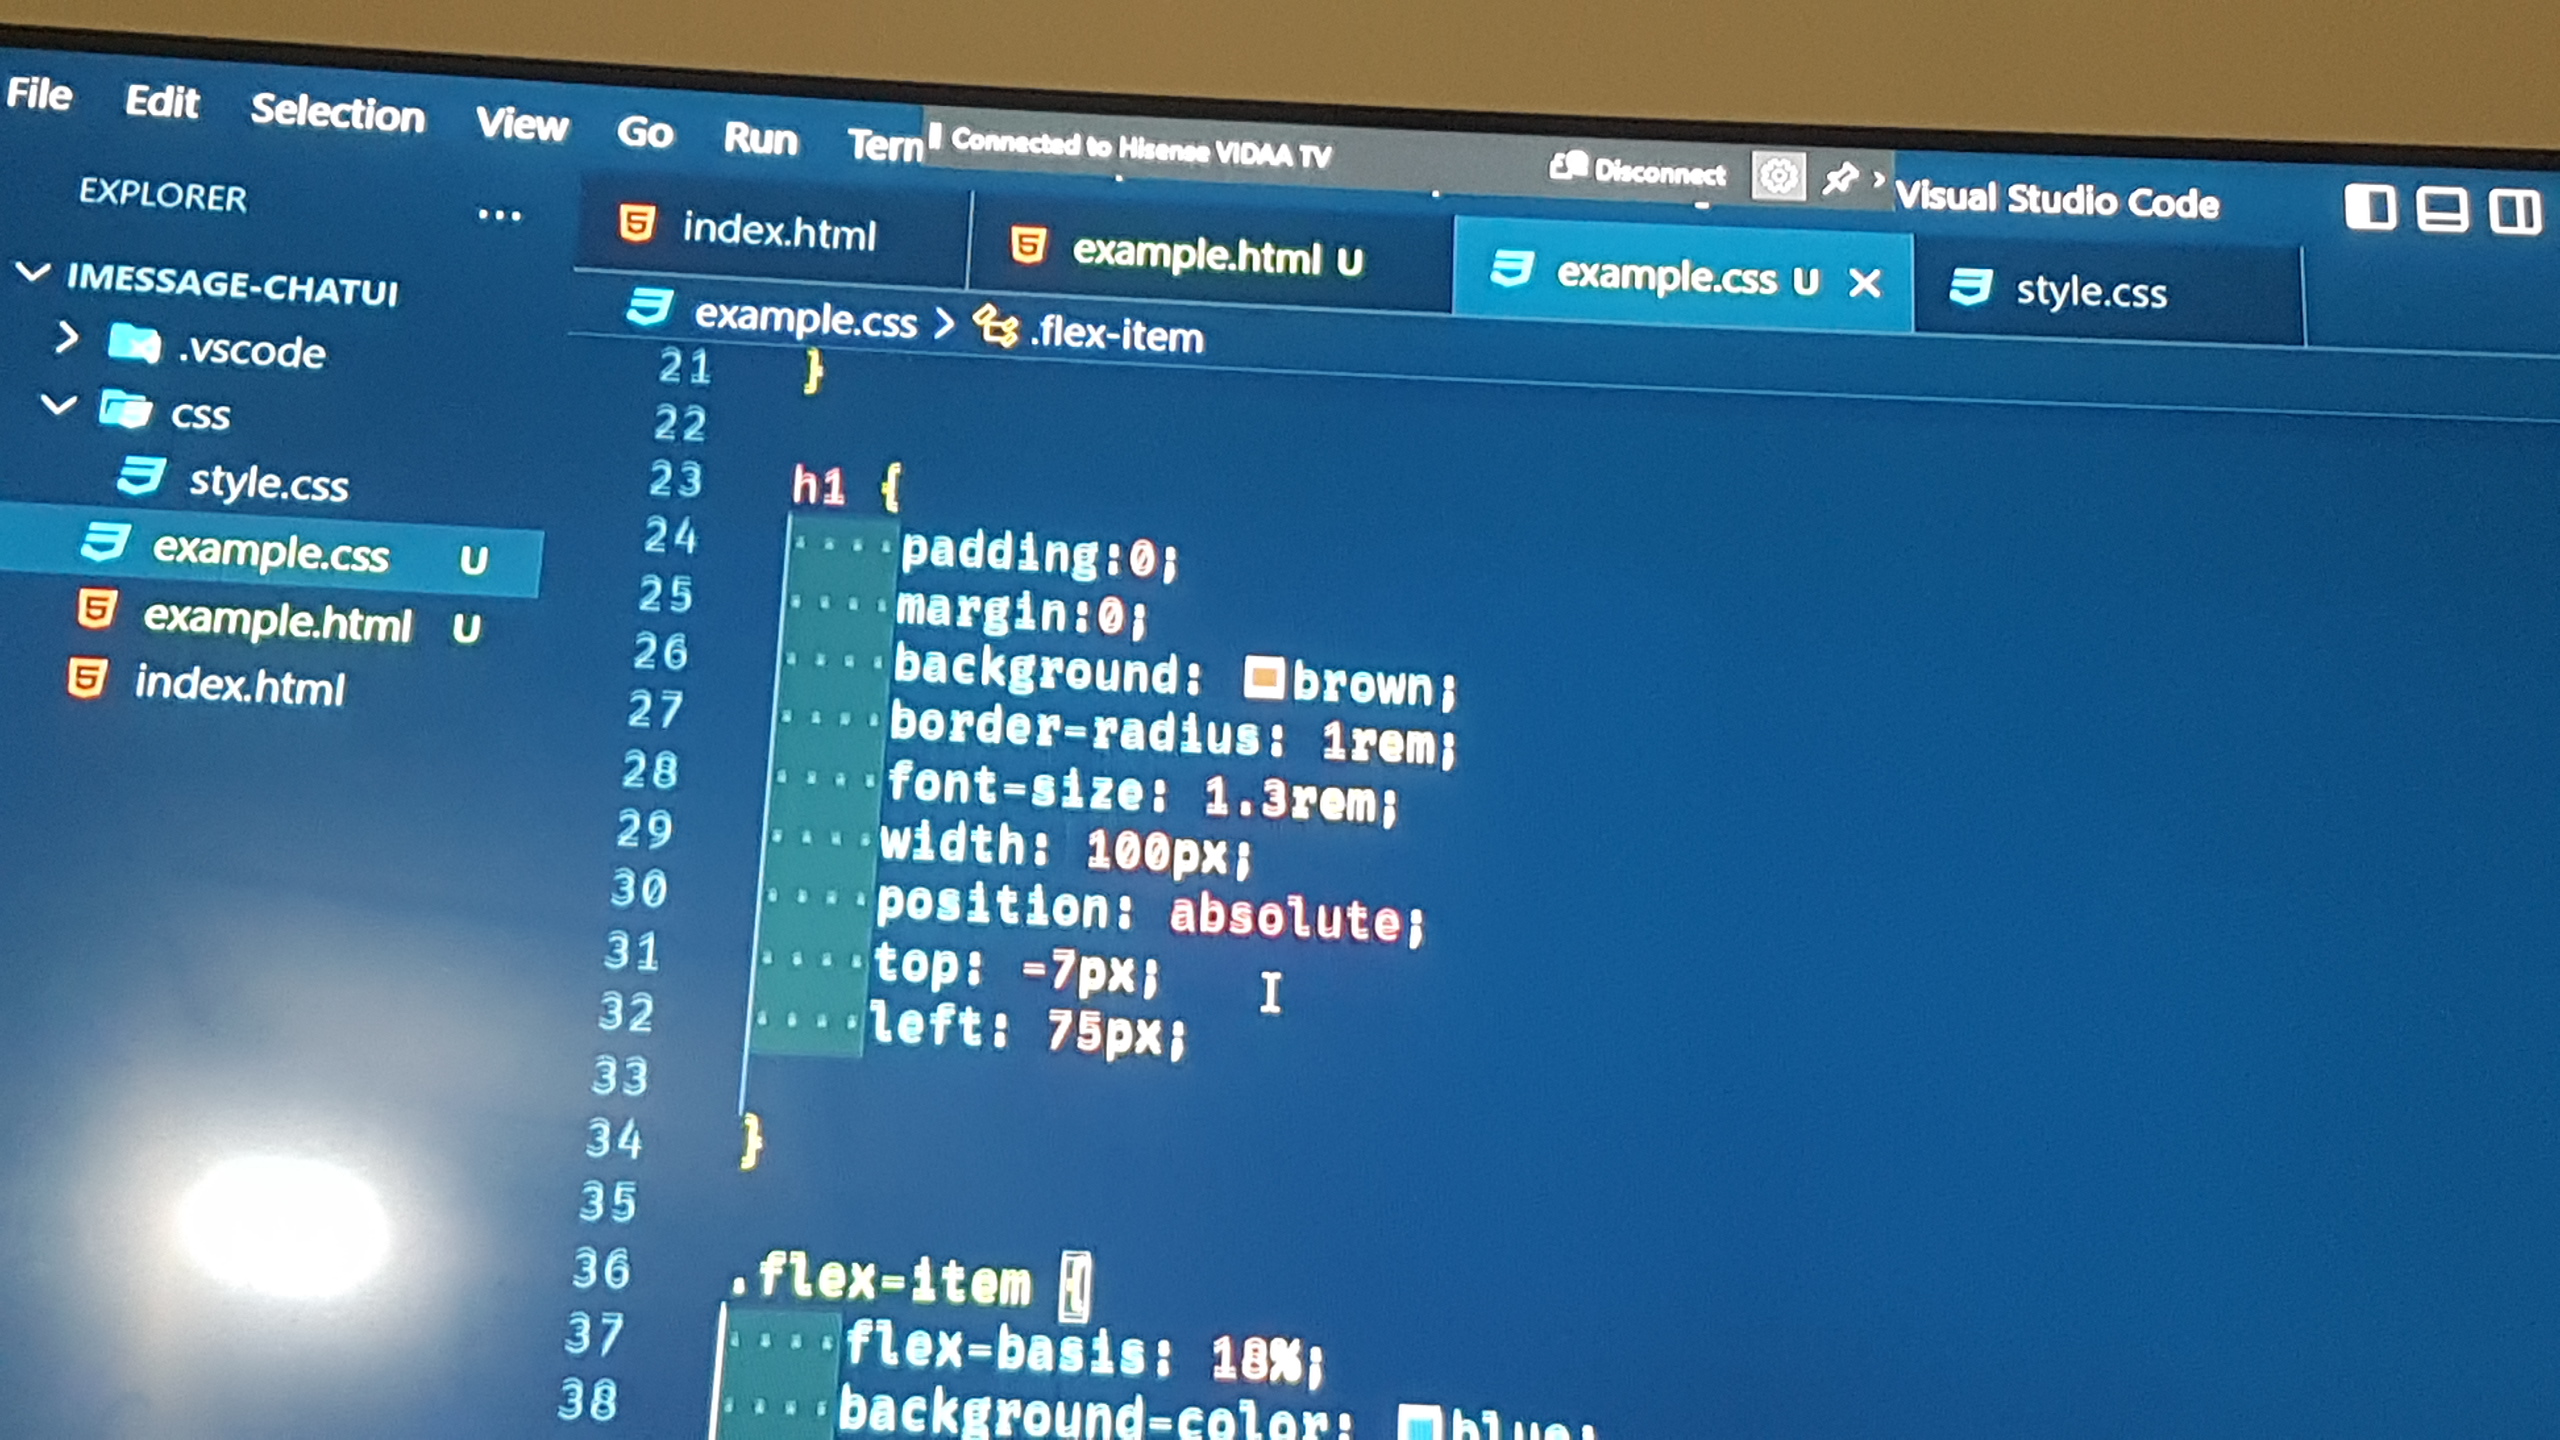 File Edit Selection View Go Run Connected to Hisense VIDAA TV Disconnect Visual Studio Code
EXPLORER ...
index.html example.html U example.css U style.css
IMESSAGE-CHATUI
example.css > .flex-item
.vscode
css
style.css
example.css U
example.html U
index.html
21 }
22
23 h1 {
24 padding:0;
25 margin:0;
26 background: brown;
27 border-radius: 1rem;
28 font-size: 1.3rem;
29 width: 100px;
30 position: absolute;
31 top: -7px;
32 left: 75px;
33
34 }
35
36 .flex-item {
37 flex-basis: 18%;
38 background-color: blue;